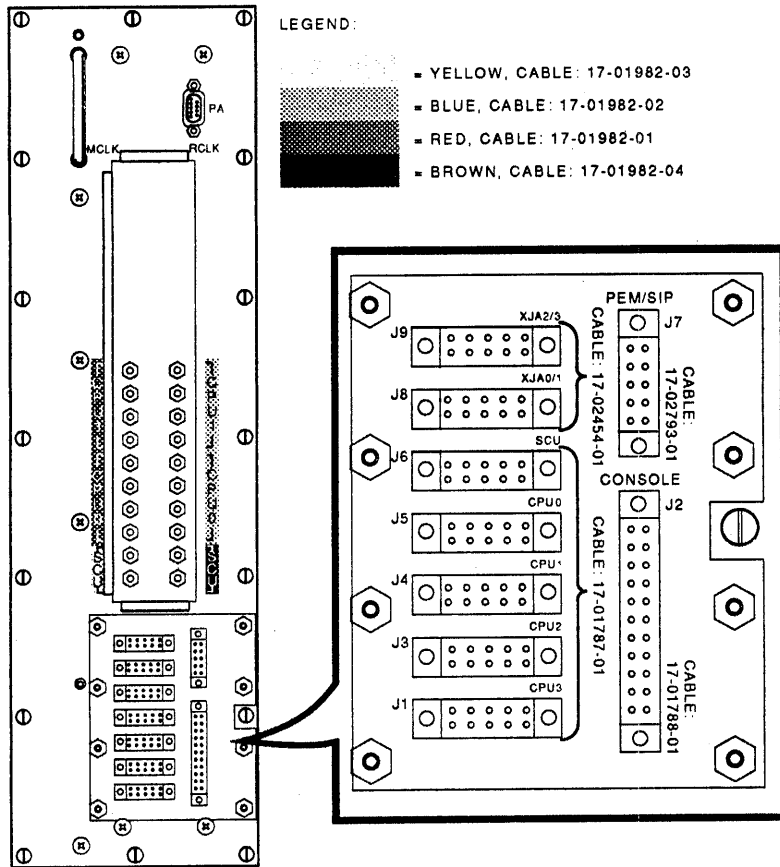 LEGEND:
= YELLOW, CABLE: 17-01982-03
= BLUE, CABLE: 17-01982-02
= RED, CABLE: 17-01982-01
= BROWN, CABLE: 17-01982-04
PA
MCLK
RCLK
PEM/SIP
J7
CABLE:
17-02793-01
XJA2/3
J9
XJA0/1
J8
CABLE: 17-02454-01
SCU
J6
CPU0
J5
CPU1
J4
CPU2
J3
CPU3
J1
CABLE: 17-01787-01
CONSOLE
J2
CABLE:
17-01788-01